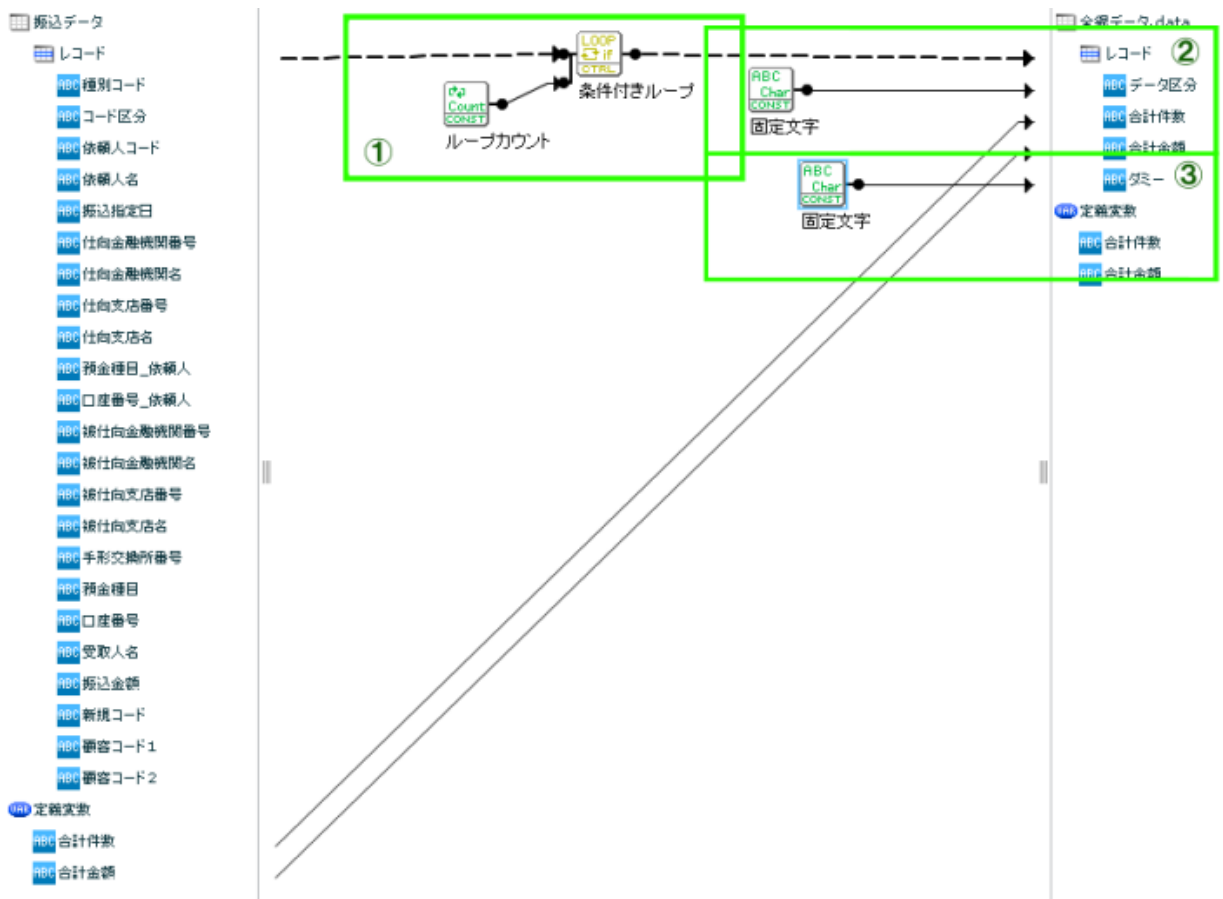 振込データ
レコード
種別コード
コード区分
依頼人コード
依頼人名
振込指定日
仕向金融機関番号
仕向金融機関名
仕向支店番号
仕向支店名
預金種目_依頼人
口座番号_依頼人
被仕向金融機関番号
被仕向金融機関名
被仕向支店番号
被仕向支店名
手形交換所番号
預金種目
口座番号
受取人名
振込金額
新規コード
顧客コード1
顧客コード2
定義変数
合計件数
合計金額
LOOP
if
CTRL
条件付きループ
Count
CONST
ループカウント
①
ABC
Char
CONST
固定文字
ABC
Char
CONST
固定文字
全銀データ.data
レコード ②
データ区分
合計件数
合計金額
ダミー ③
定義変数
合計件数
合計金額